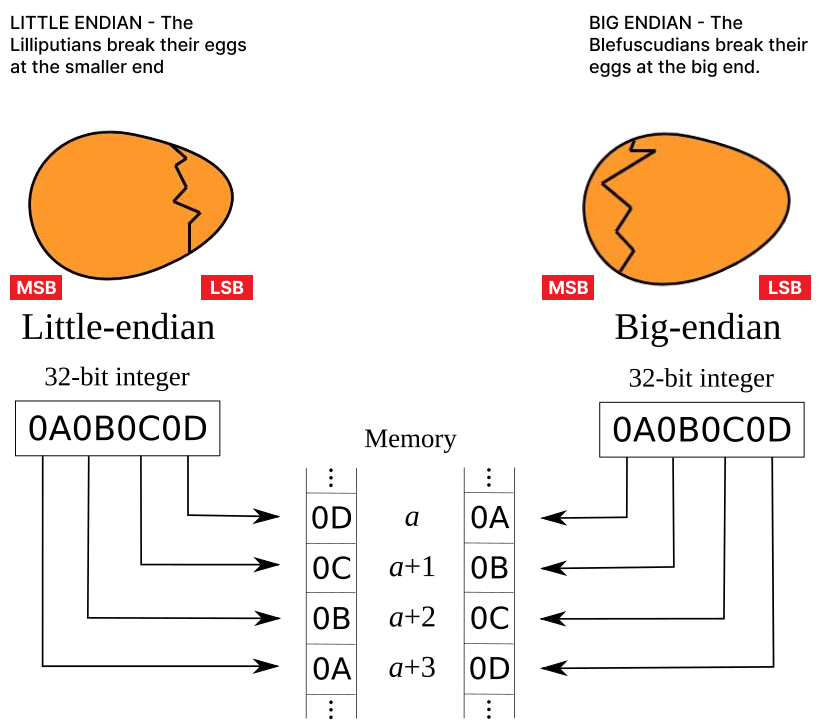 LITTLE ENDIAN - The
Lilliputians break their eggs
at the smaller end
BIG ENDIAN - The
Blefuscudians break their
eggs at the big end.
MSB
LSB
MSB
LSB
Little-endian
Big-endian
32-bit integer
32-bit integer
0A0B0C0D
0A0B0C0D
Memory
⋮ ⋮
0D a 0A
0C a+1 0B
0B a+2 0C
0A a+3 0D
⋮ ⋮